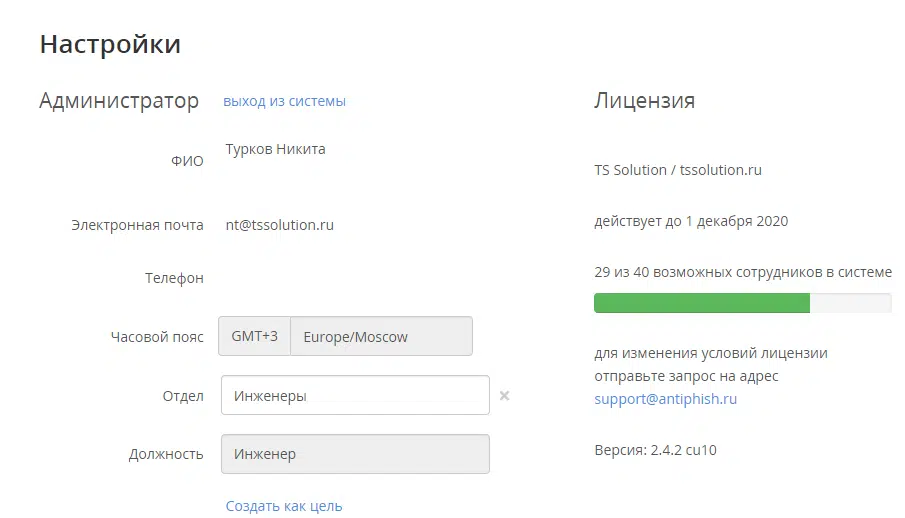 Настройки
Администратор выход из системы
ФИО Турков Никита
Электронная почта nt@tssolution.ru
Телефон
Часовой пояс GMT+3 Europe/Moscow
Отдел Инженеры ×
Должность Инженер
Создать как цель
Лицензия
TS Solution / tssolution.ru
действует до 1 декабря 2020
29 из 40 возможных сотрудников в системе
для изменения условий лицензии
отправьте запрос на адрес
support@antiphish.ru
Версия: 2.4.2 cu10